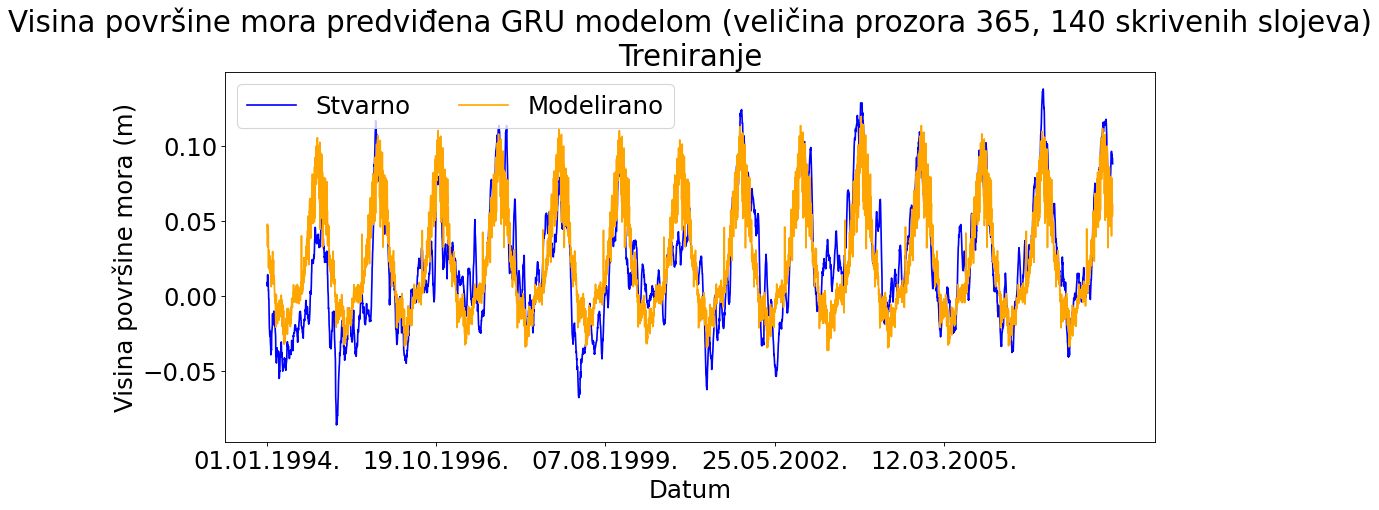 Visina površine mora predviđena GRU modelom (veličina prozora 365, 140 skrivenih slojeva)
Treniranje
Stvarno
Modelirano
Visina površine mora (m)
0.10
0.05
0.00
−0.05
01.01.1994.
19.10.1996.
07.08.1999.
25.05.2002.
12.03.2005.
Datum